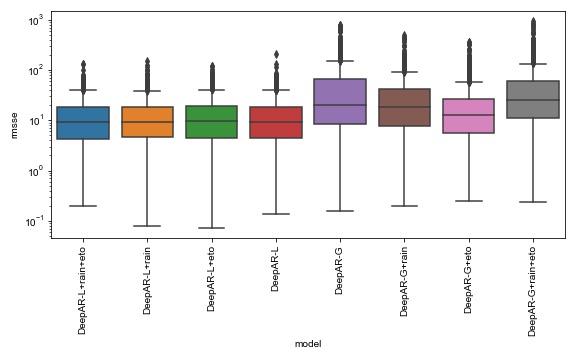 10³
10²
10¹
10⁰
10⁻¹
rmsse
DeepAR-L+rain+eto
DeepAR-L+rain
DeepAR-L+eto
DeepAR-L
DeepAR-G
DeepAR-G+rain
DeepAR-G+eto
DeepAR-G+rain+eto
model